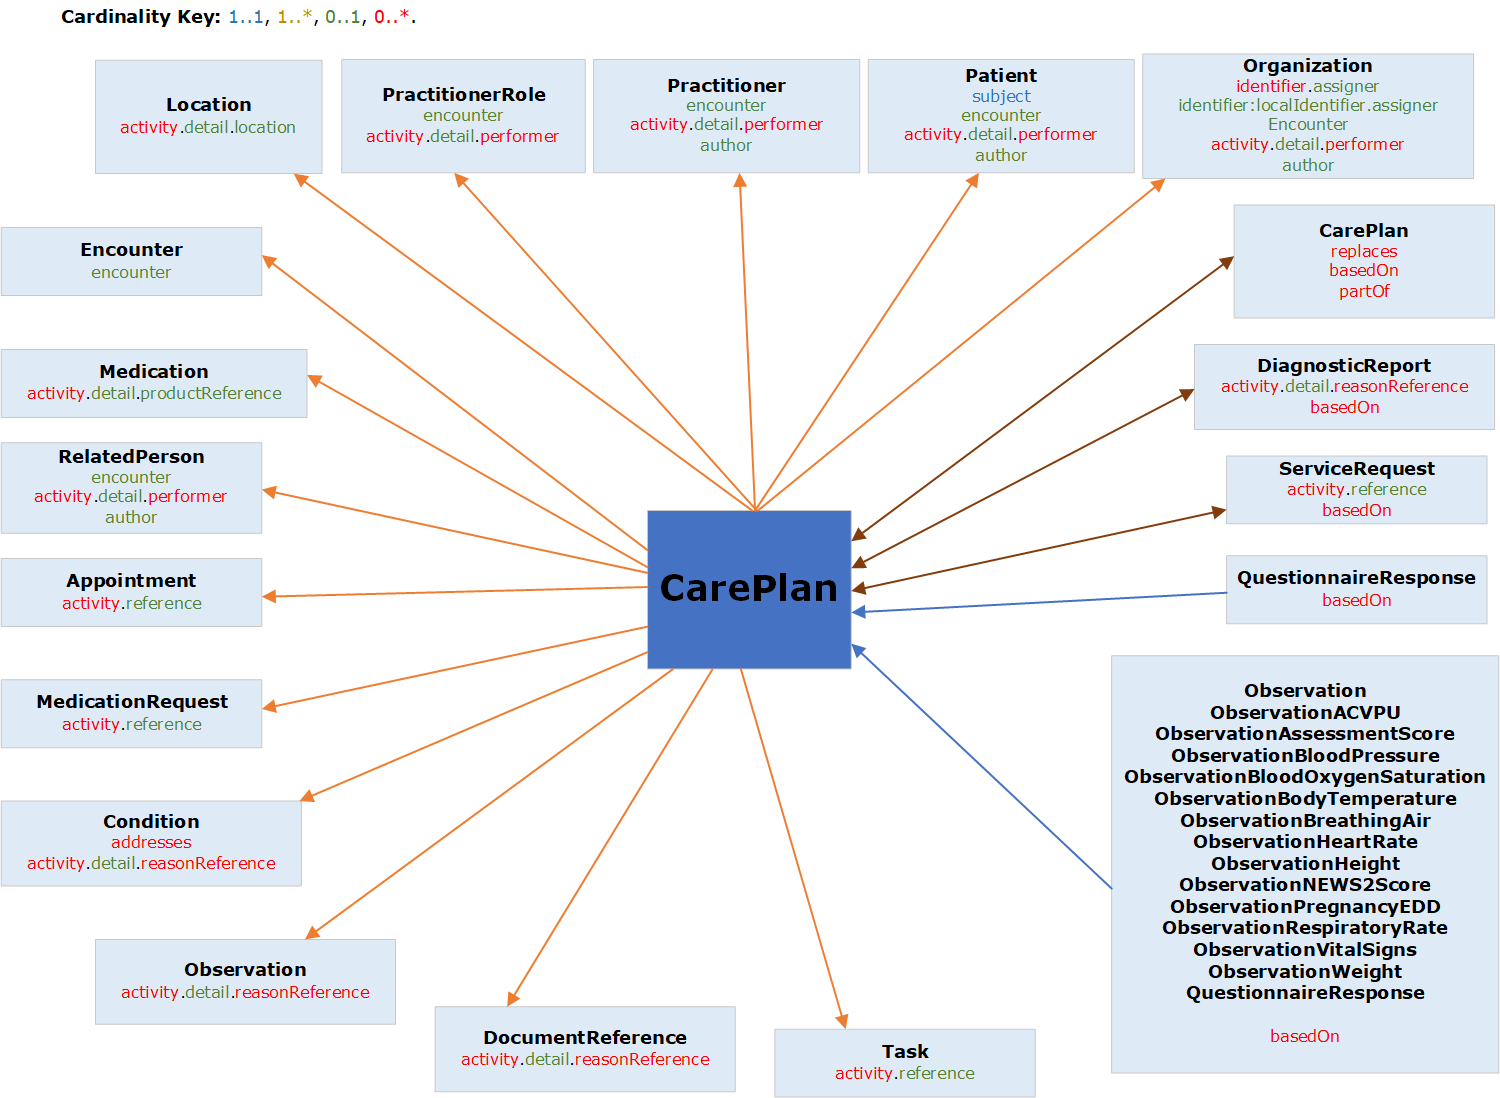 Cardinality Key: 1..1, 1..*, 0..1, 0..*.
Location
activity.detail.location
PractitionerRole
encounter
activity.detail.performer
Practitioner
encounter
activity.detail.performer
author
Patient
subject
encounter
activity.detail.performer
author
Organization
identifier.assigner
identifier:localIdentifier.assigner
Encounter
activity.detail.performer
author
Encounter
encounter
CarePlan
replaces
basedOn
partOf
Medication
activity.detail.productReference
DiagnosticReport
activity.detail.reasonReference
basedOn
RelatedPerson
encounter
activity.detail.performer
author
ServiceRequest
activity.reference
basedOn
Appointment
activity.reference
CarePlan
QuestionnaireResponse
basedOn
MedicationRequest
activity.reference
Condition
addresses
activity.detail.reasonReference
Observation
ObservationACVPU
ObservationAssessmentScore
ObservationBloodPressure
ObservationBloodOxygenSaturation
ObservationBodyTemperature
ObservationBreathingAir
ObservationHeartRate
ObservationHeight
ObservationNEWS2Score
ObservationPregnancyEDD
ObservationRespiratoryRate
ObservationVitalSigns
ObservationWeight
QuestionnaireResponse
basedOn
Observation
activity.detail.reasonReference
DocumentReference
activity.detail.reasonReference
Task
activity.reference